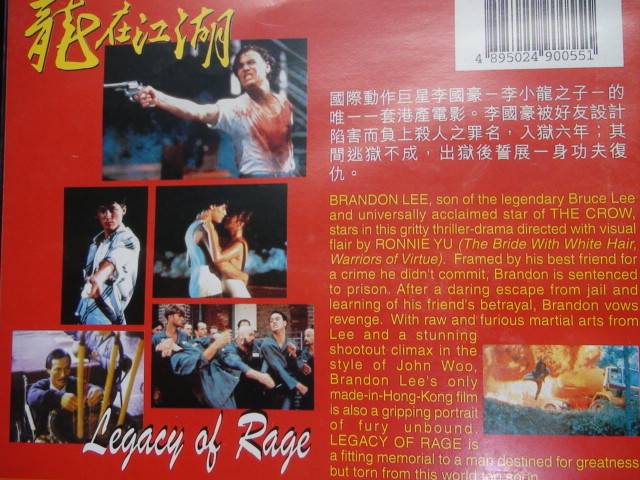 龍在江湖
4 895024 900551
國際動作巨星李國豪－李小龍之子－的
唯一一套港產電影。李國豪被好友設計
陷害而負上殺人之罪名，入獄六年；其
間逃獄不成，出獄後誓展一身功夫復
仇。
BRANDON LEE, son of the legendary Bruce Lee
and universally acclaimed star of THE CROW,
stars in this gritty thriller-drama directed with visual
flair by RONNIE YU (The Bride With White Hair,
Warriors of Virtue). Framed by his best friend for
a crime he didn't commit, Brandon is sentenced
to prison. After a daring escape from jail and
learning of his friend's betrayal, Brandon vows
revenge. With raw and furious martial arts from
Lee and a stunning
shootout climax in the
style of John Woo,
Brandon Lee's only
made-in-Hong-Kong film
is also a gripping portrait
of fury unbound.
LEGACY OF RAGE is
a fitting memorial to a man destined for greatness
but torn from this world too soon.
Legacy of Rage